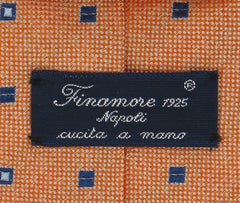 Finamore 1925 ®
Napoli
cucita a mano